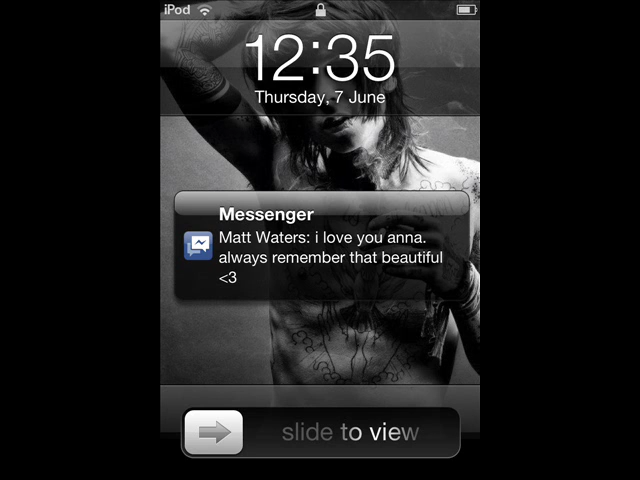 iPod
12:35
Thursday, 7 June
Messenger
Matt Waters: i love you anna.
always remember that beautiful
<3
slide to view